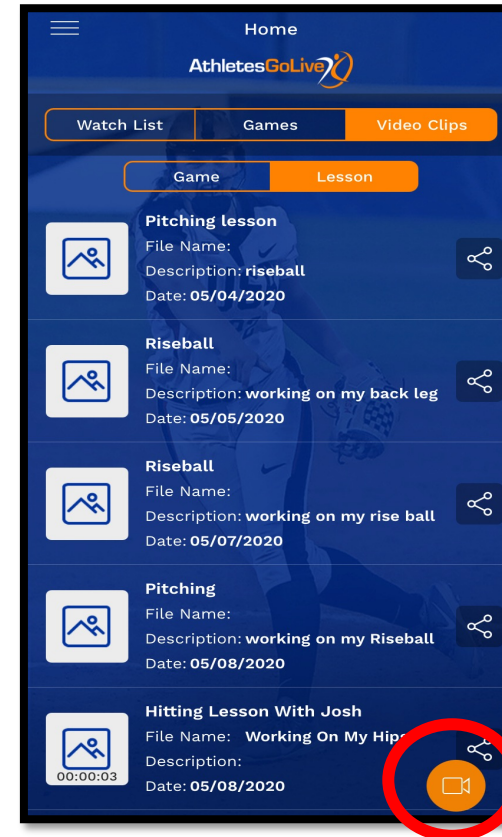 Home
AthletesGoLive
Watch List Games Video Clips
Game Lesson
Pitching lesson
File Name:
Description: riseball
Date: 05/04/2020
Riseball
File Name:
Description: working on my back leg
Date: 05/05/2020
Riseball
File Name:
Description: working on my rise ball
Date: 05/07/2020
Pitching
File Name:
Description: working on my Riseball
Date: 05/08/2020
Hitting Lesson With Josh
File Name: Working On My Hips
Description:
00:00:03
Date: 05/08/2020